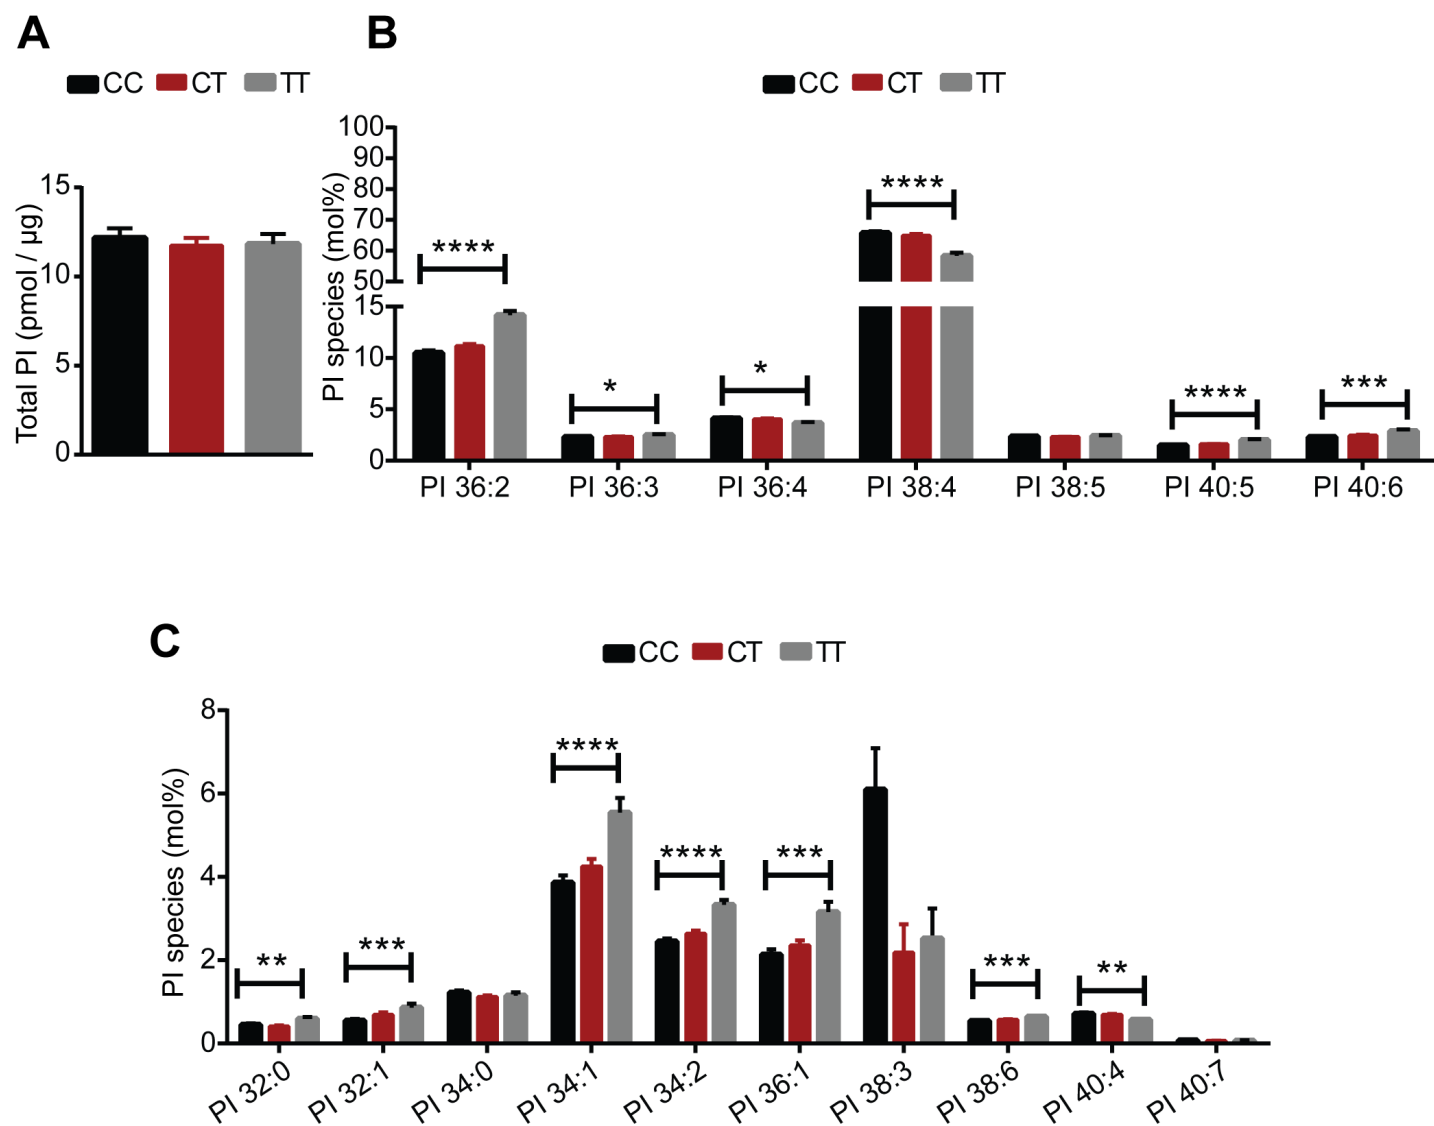 A
CC CT TT
Total PI (pmol / µg)
15
10
5
0
B
CC CT TT
PI species (mol%)
100
90
80
70
60
50
15
10
5
0
**** * * **** **** ***
PI 36:2 PI 36:3 PI 36:4 PI 38:4 PI 38:5 PI 40:5 PI 40:6
C
CC CT TT
PI species (mol%)
8
6
4
2
0
** *** **** **** *** *** **
PI 32:0 PI 32:1 PI 34:0 PI 34:1 PI 34:2 PI 36:1 PI 38:3 PI 38:6 PI 40:4 PI 40:7